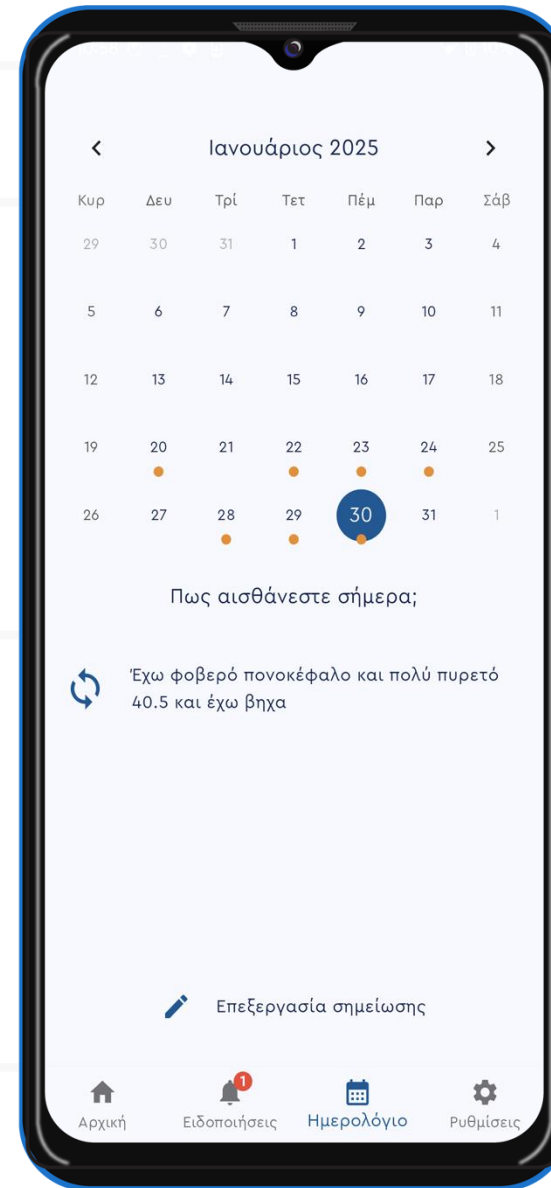 Ιανουάριος 2025
Κυρ Δευ Τρί Τετ Πέμ Παρ Σάβ
29 30 31 1 2 3 4
5 6 7 8 9 10 11
12 13 14 15 16 17 18
19 20 21 22 23 24 25
26 27 28 29 30 31 1
Πως αισθάνεστε σήμερα;
Έχω φοβερό πονοκέφαλο και πολύ πυρετό
40.5 και έχω βηχα
Επεξεργασία σημείωσης
1
Αρχική Ειδοποιήσεις Ημερολόγιο Ρυθμίσεις